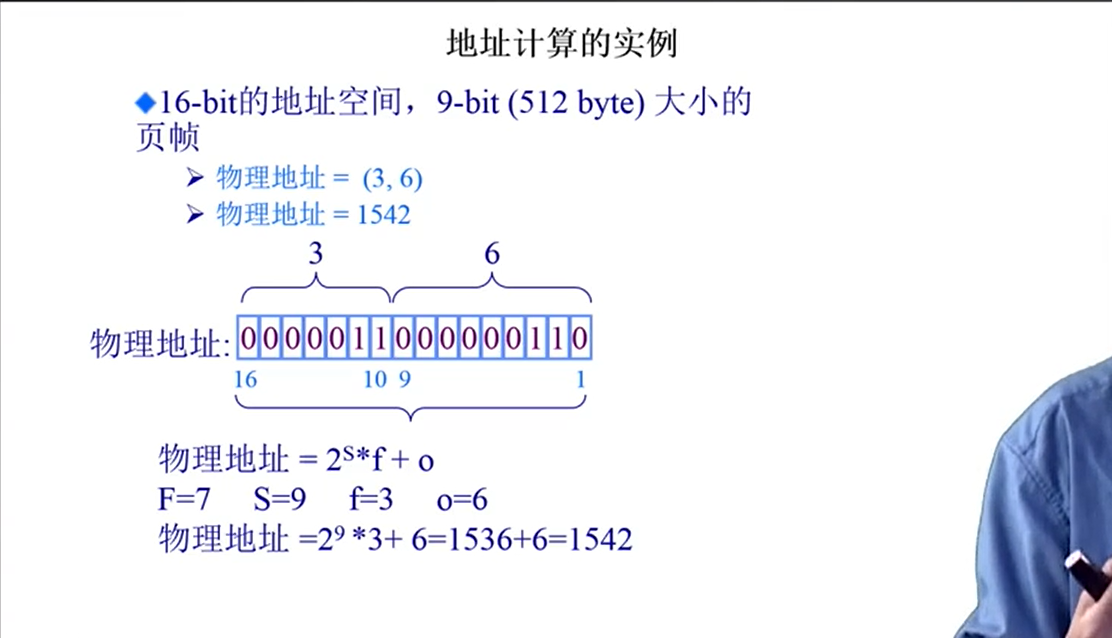 地址计算的实例
◆16-bit的地址空间，9-bit (512 byte) 大小的
页帧
➢ 物理地址 = (3, 6)
➢ 物理地址 = 1542
3 6
物理地址: 0 0 0 0 0 1 1 0 0 0 0 0 0 1 1 0
16 10 9 1
物理地址 = 2ˢ*f + o
F=7 S=9 f=3 o=6
物理地址 =2⁹ *3+ 6=1536+6=1542